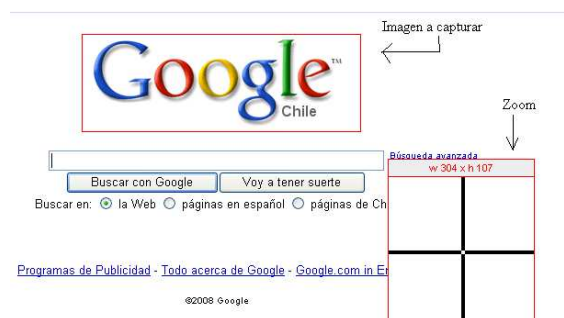 Imagen a capturar
Google™
Chile
Zoom
Búsqueda avanzada
w 304 x h 107
Buscar con Google Voy a tener suerte
Buscar en: la Web páginas en español páginas de Ch
Programas de Publicidad - Todo acerca de Google - Google.com in En
©2008 Google